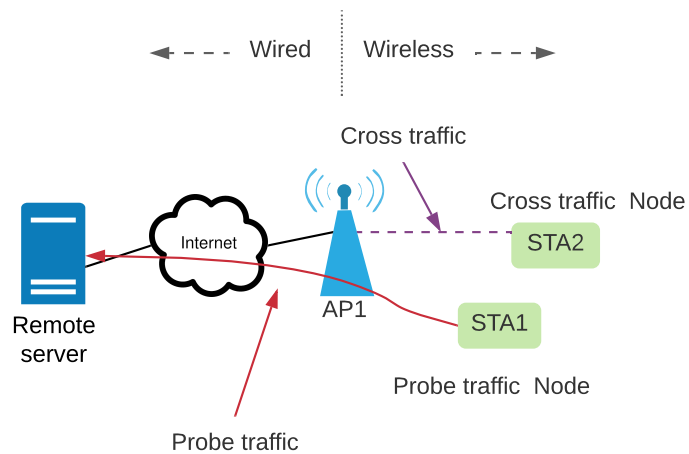 Wired
Wireless
Cross traffic
Cross traffic Node
Internet
STA2
AP1
STA1
Remote
server
Probe traffic Node
Probe traffic